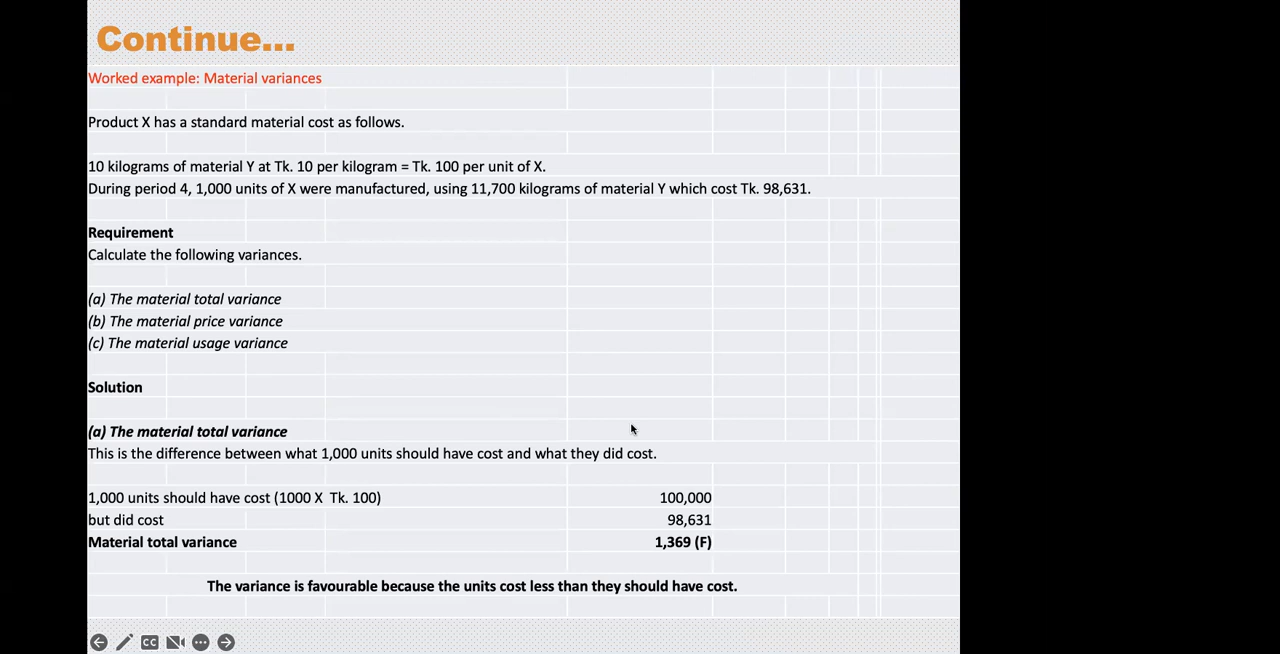 Continue...
Worked example: Material variances
Product X has a standard material cost as follows.
10 kilograms of material Y at Tk. 10 per kilogram = Tk. 100 per unit of X.
During period 4, 1,000 units of X were manufactured, using 11,700 kilograms of material Y which cost Tk. 98,631.
Requirement
Calculate the following variances.
(a) The material total variance
(b) The material price variance
(c) The material usage variance
Solution
(a) The material total variance
This is the difference between what 1,000 units should have cost and what they did cost.
1,000 units should have cost (1000 X Tk. 100) 100,000
but did cost 98,631
Material total variance 1,369 (F)
The variance is favourable because the units cost less than they should have cost.
CC